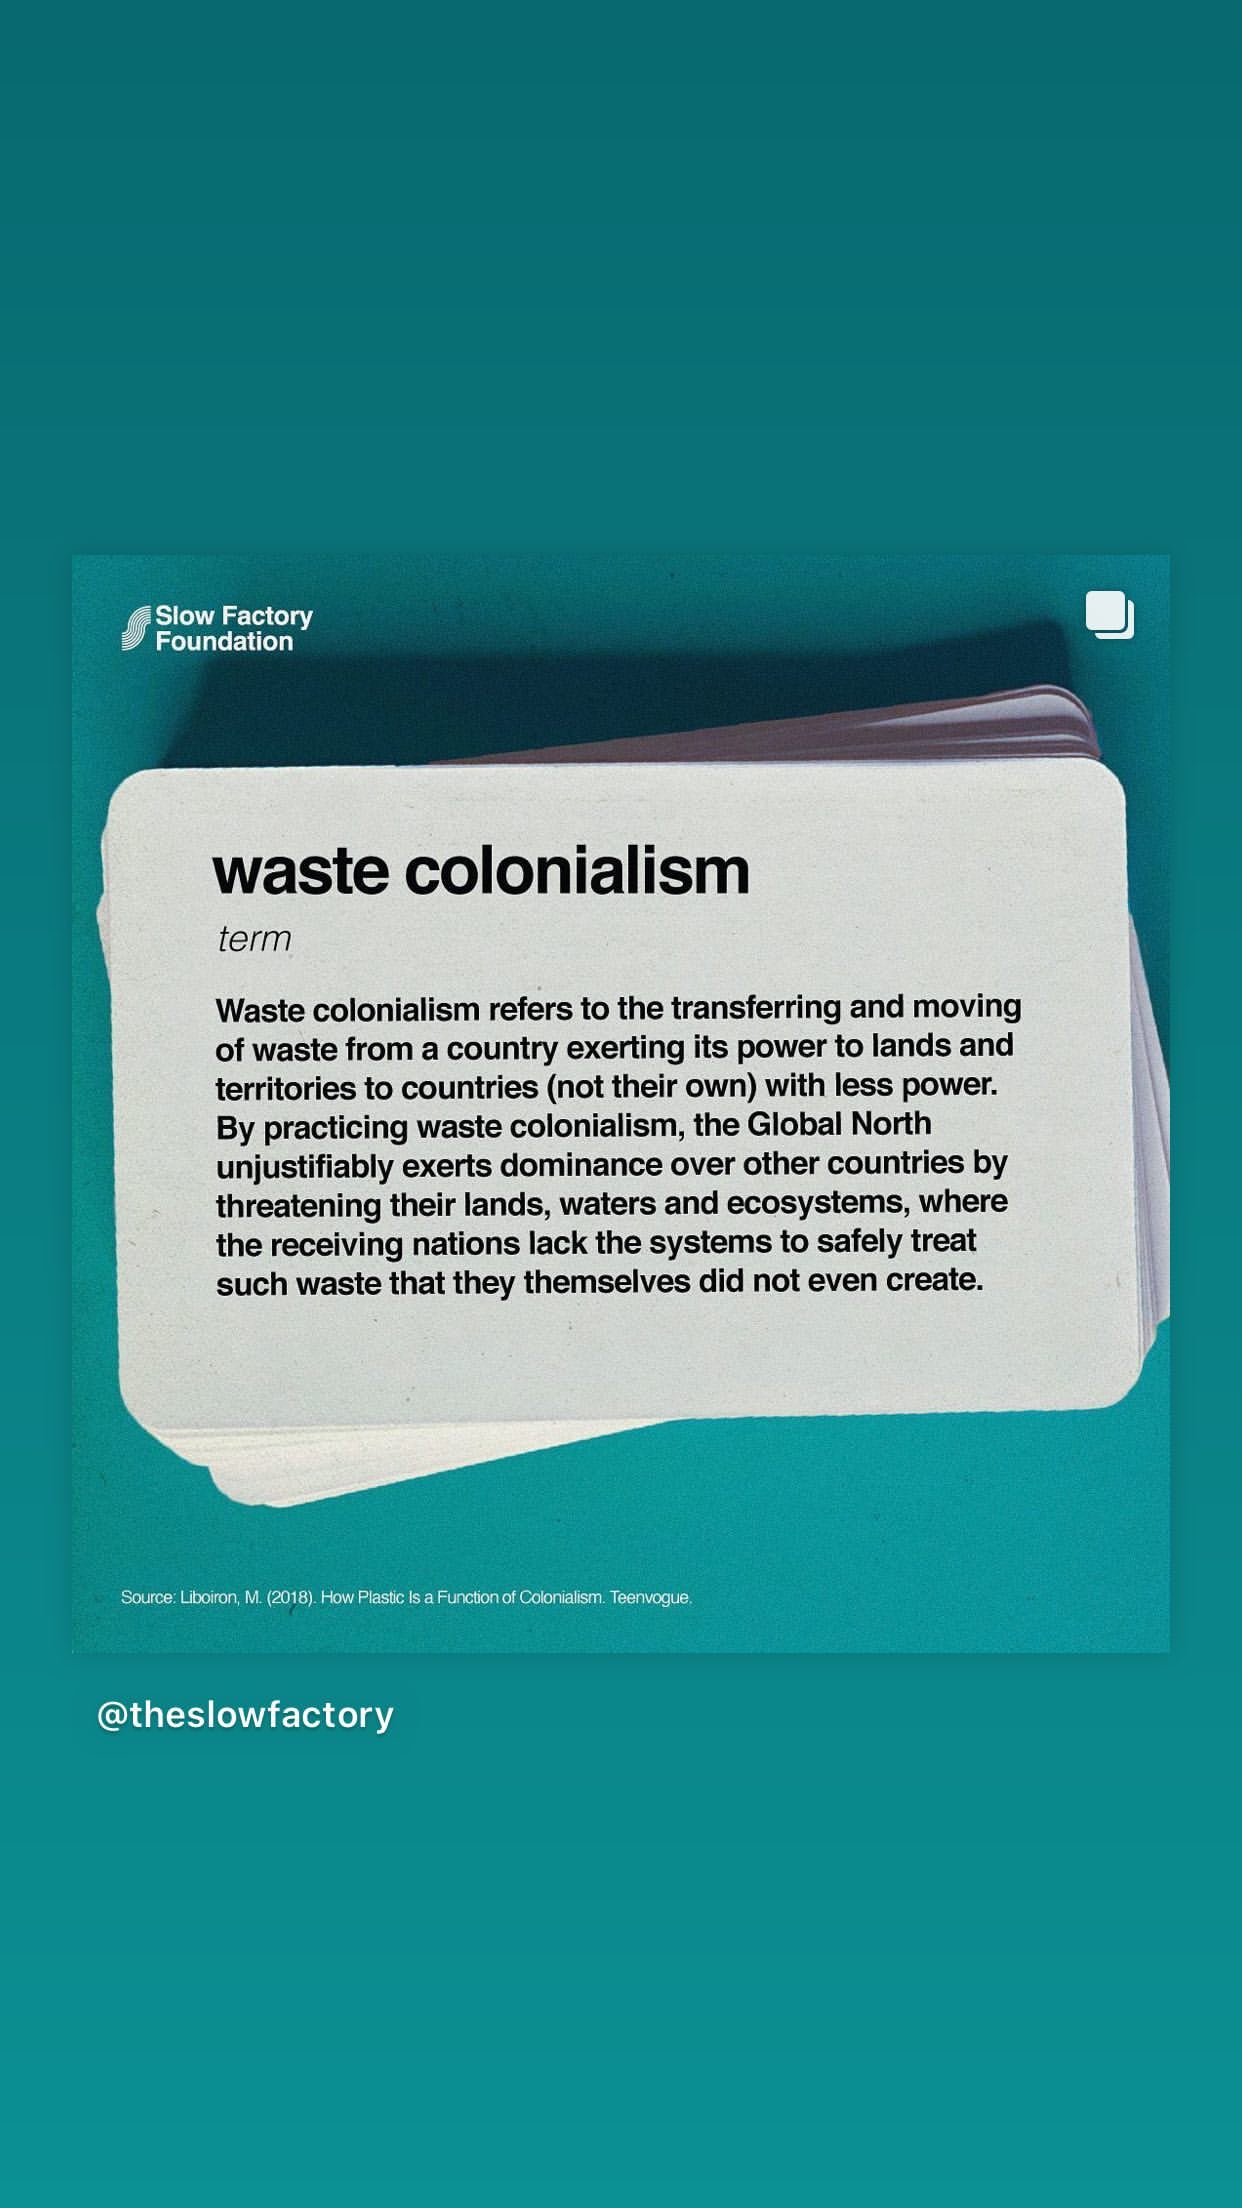 Slow Factory
Foundation
waste colonialism
term
Waste colonialism refers to the transferring and moving
of waste from a country exerting its power to lands and
territories to countries (not their own) with less power.
By practicing waste colonialism, the Global North
unjustifiably exerts dominance over other countries by
threatening their lands, waters and ecosystems, where
the receiving nations lack the systems to safely treat
such waste that they themselves did not even create.
Source: Liboiron, M. (2018). How Plastic Is a Function of Colonialism. Teenvogue.
@theslowfactory